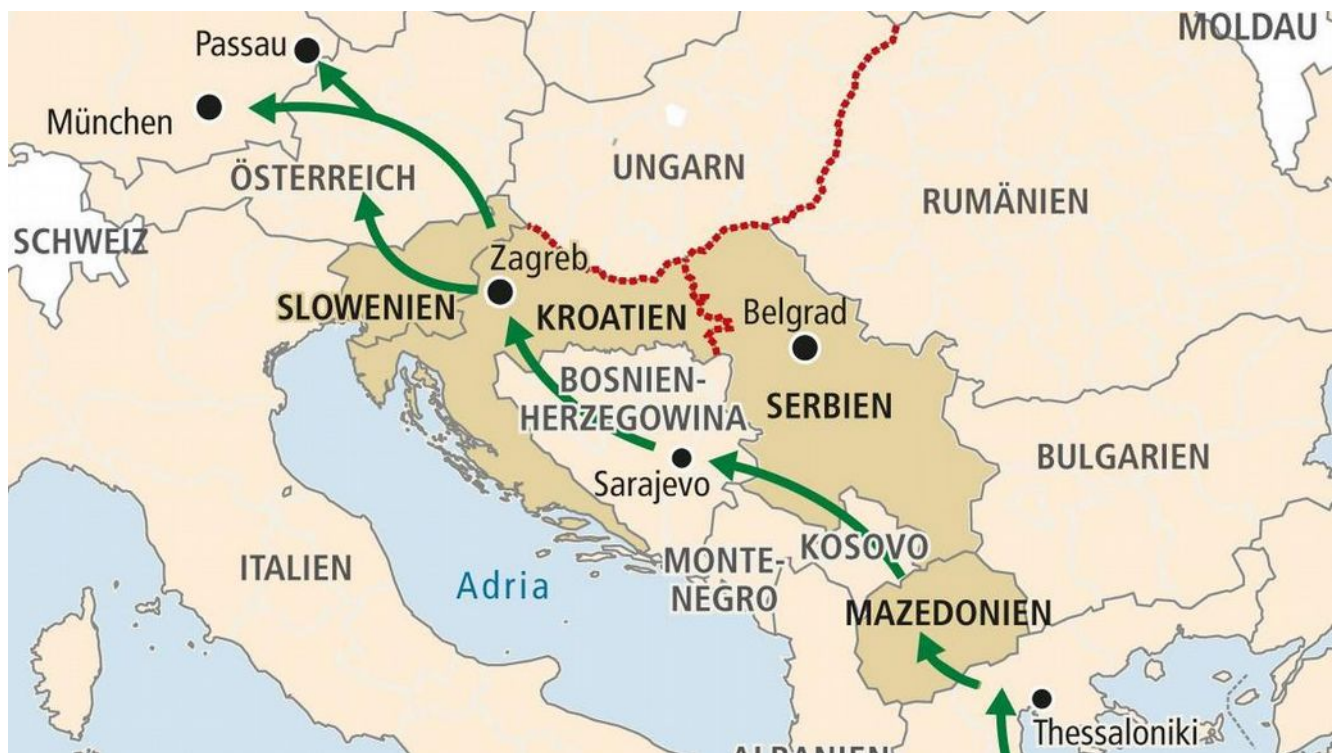 MOLDAU
Passau
München
UNGARN
ÖSTERREICH
RUMÄNIEN
SCHWEIZ
Zagreb
SLOWENIEN
KROATIEN
Belgrad
BOSNIEN-
HERZEGOWINA
SERBIEN
BULGARIEN
Sarajevo
KOSOVO
ITALIEN
Adria
MONTE-
NEGRO
MAZEDONIEN
Thessaloniki
ALBANIEN